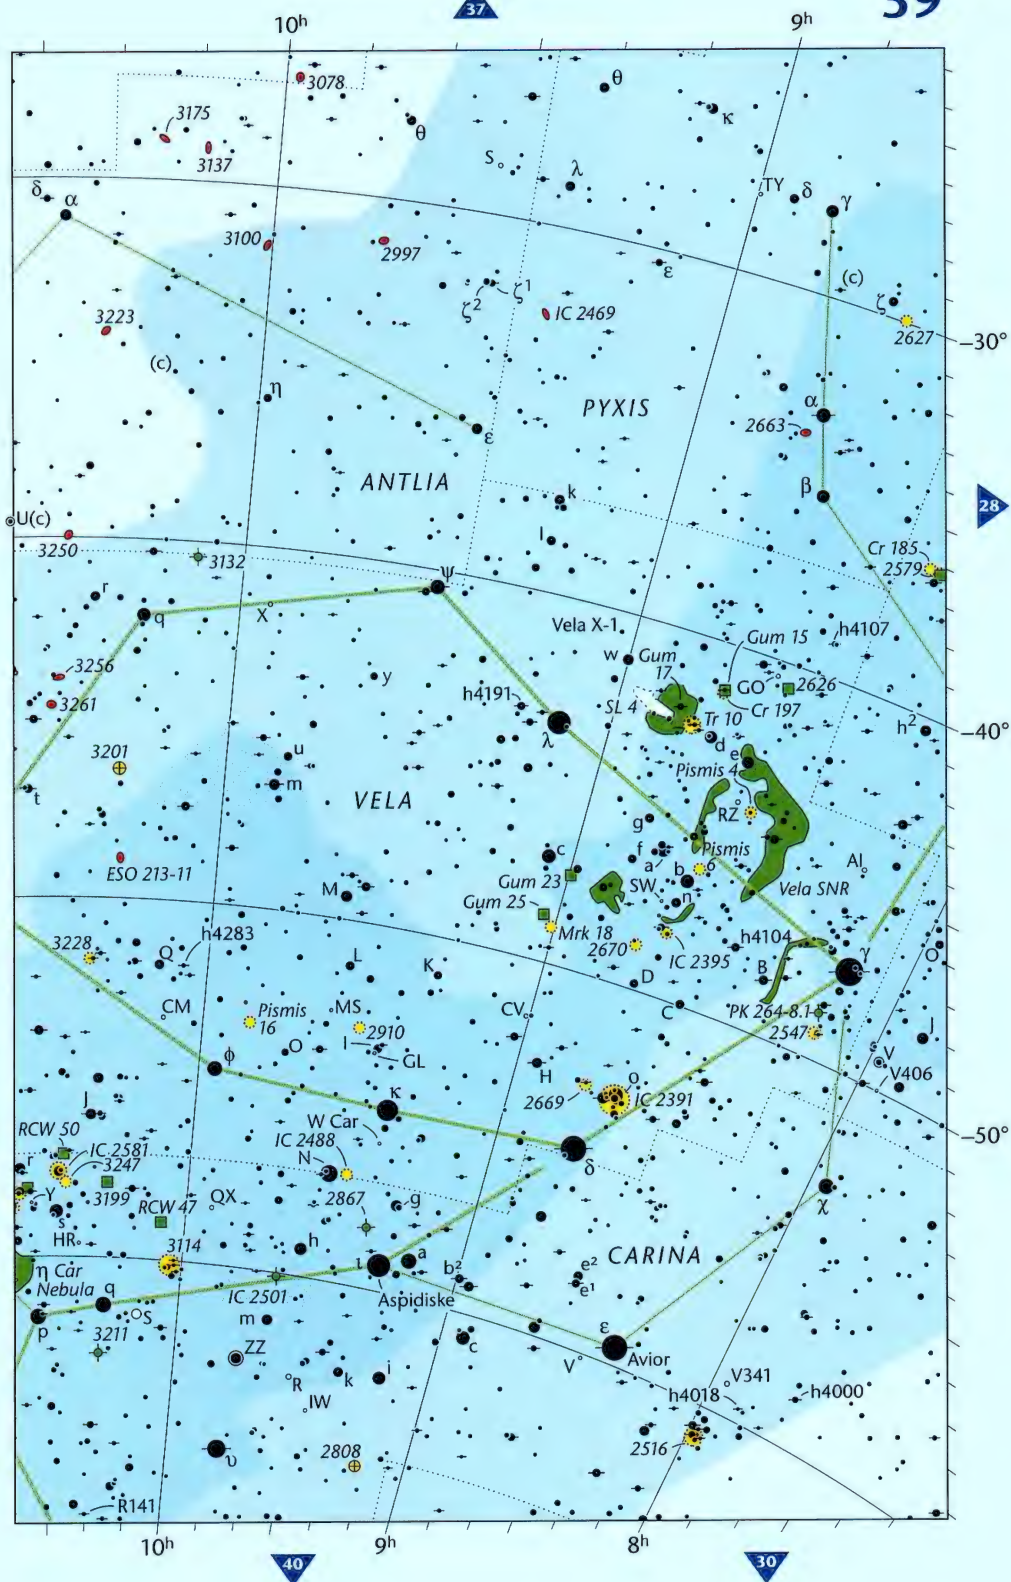 37
39
10h
9h
3078
θ
θ
κ
3175
3137
S
λ
TY
δ
γ
δ
α
3100
2997
ε
(c)
ζ
ζ2
ζ1
IC 2469
2627
3223
−30°
(c)
η
PYXIS
α
2663
ε
ANTLIA
β
k
28
U(c)
l
3250
3132
Cr 185
2579
r
ψ
q
X
Vela X-1
h4107
Gum 15
w
Gum
17
3256
y
GO
2626
h4191
SL 4
Cr 197
3261
Tr 10
h2
−40°
λ
d
u
e
3201
Pismis 4
m
t
VELA
RZ
g
Pismis
6
c
f
a
ESO 213-11
b
AI
Gum 23
SW
Vela SNR
M
n
Gum 25
Mrk 18
h4104
3228
h4283
2670
IC 2395
γ
Q
L
O
K
D
B
CM
Pismis
16
MS
CV
C
PK 264-8.1
2910
2547
J
O
I
GL
V
φ
H
V406
κ
2669
o
IC 2391
J
W Car
RCW 50
IC 2581
IC 2488
−50°
3247
N
δ
r
3199
2867
Y
QX
g
χ
s
RCW 47
HR
h
CARINA
3114
a
ι
e2
η Car
Nebula
b2
e1
IC 2501
Aspidiske
q
S
p
m
ε
3211
c
ZZ
V
Avior
R
k
i
V341
h4018
h4000
IW
2808
2516
υ
R141
10h
9h
8h
40
30